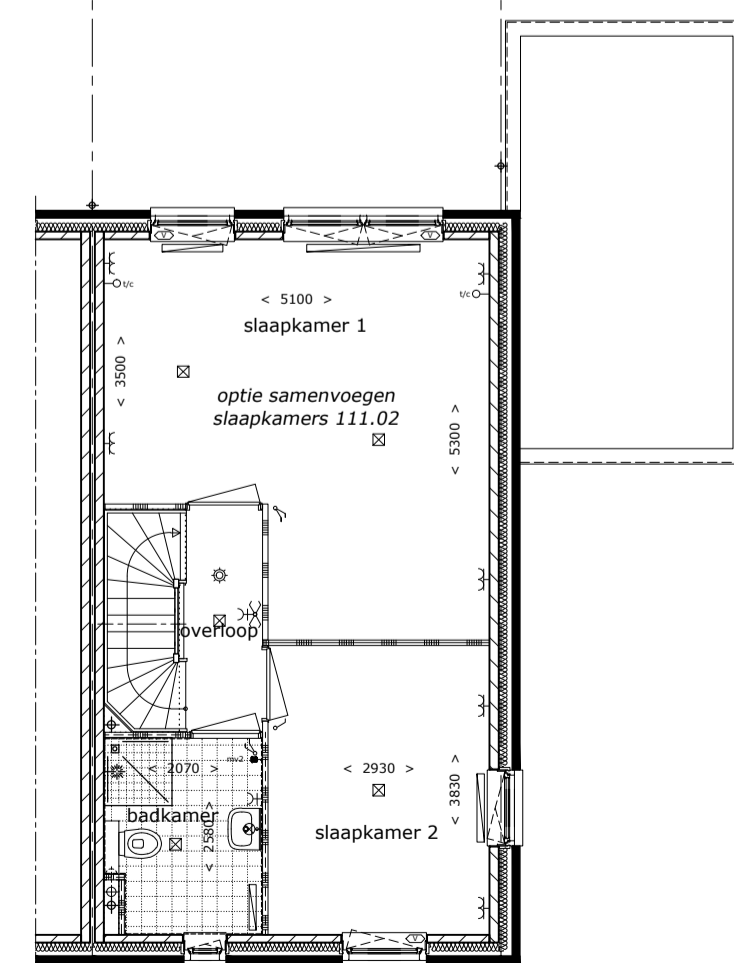 V
V
t/c
t/c
< 5100 >
slaapkamer 1
< 3500 >
optie samenvoegen
slaapkamers 111.02
< 5300 >
overloop
mv2
< 2070 >
< 2930 >
< 3830 >
badkamer
< 2580 >
slaapkamer 2
V